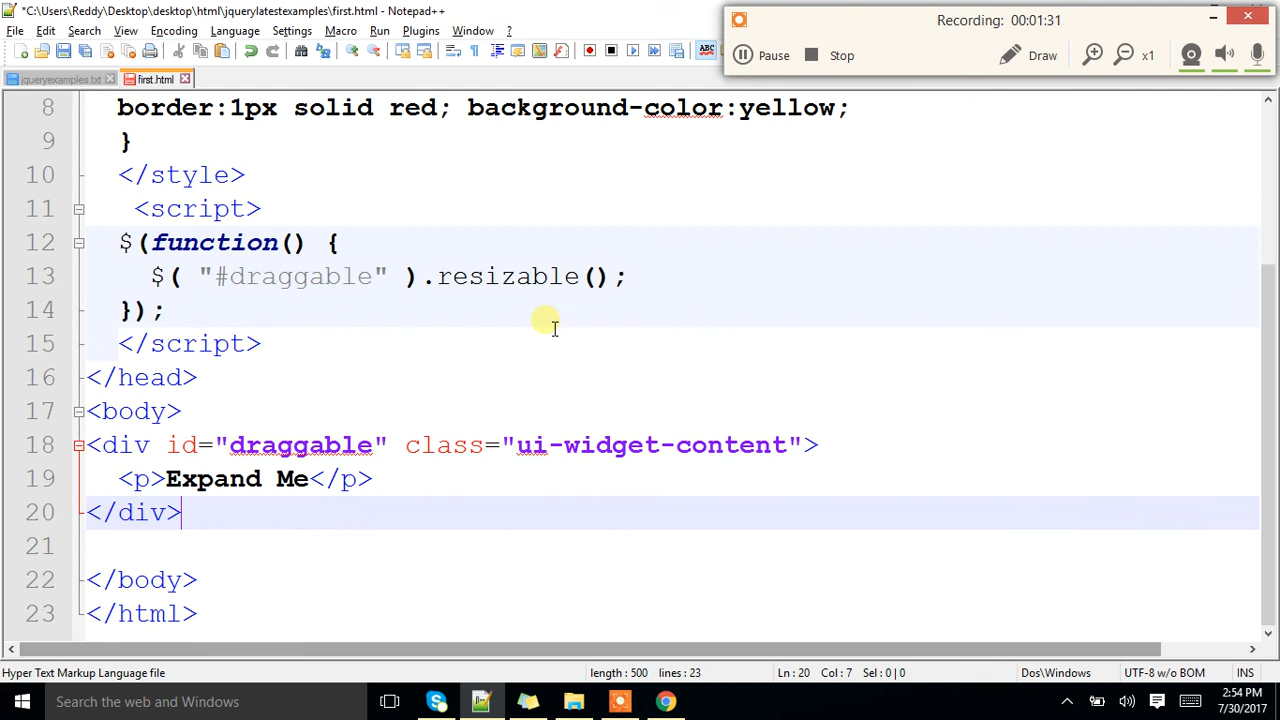 *C:\Users\Reddy\Desktop\desktop\html\jquerylatestexamples\first.html - Notepad++
Recording: 00:01:31
File Edit Search View Encoding Language Settings Macro Run Plugins Window ?
Pause Stop Draw x1
ABC
jqueryexamples.txt first.html
8 border:1px solid red; background-color:yellow;
9 }
10 </style>
11 <script>
12 $(function() {
13 $( "#draggable" ).resizable();
14 });
15 </script>
16 </head>
17 <body>
18 <div id="draggable" class="ui-widget-content">
19 <p>Expand Me</p>
20 </div>
21
22 </body>
23 </html>
Hyper Text Markup Language file length : 500 lines : 23 Ln : 20 Col : 7 Sel : 0 | 0 Dos\Windows UTF-8 w/o BOM INS
Search the web and Windows
2:54 PM
7/30/2017